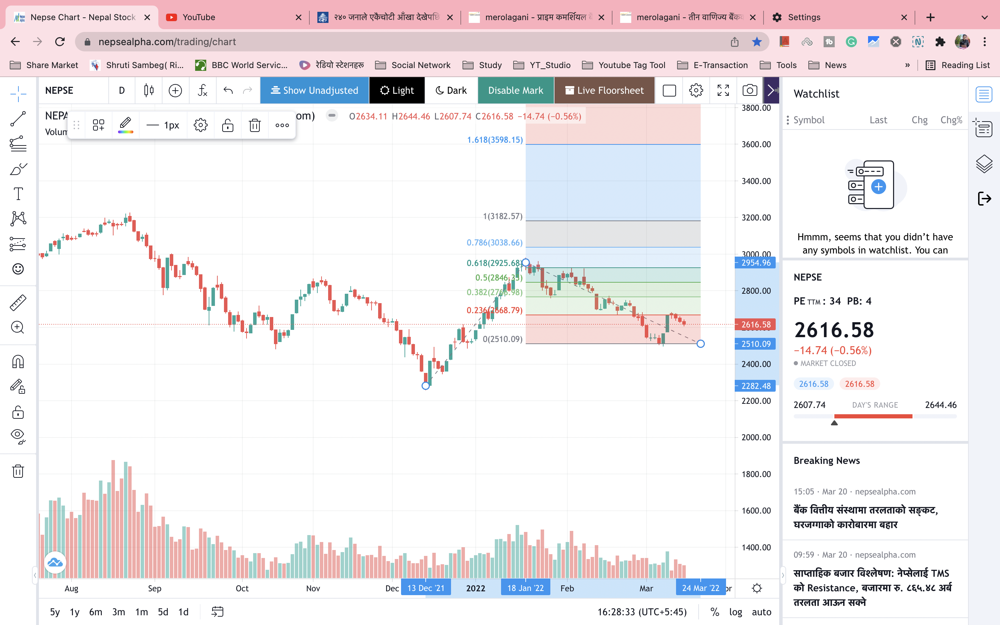 Nepse Chart - Nepal Stock
YouTube
२४० जनाले एकैचोटी आँखा देखेपछि
merolagani - प्राइम कमर्शियल
merolagani - तीन वाणिज्य
Settings
nepsealpha.com/trading/chart
Share Market
Shruti Sambeg( Ri...
BBC World Servic...
रेडियो स्टेशनहरू
Social Network
Study
YT_Studio
Youtube Tag Tool
E-Transaction
Tools
News
»
Reading List
NEPSE
D
Show Unadjusted
Light
Dark
Disable Mark
Live Floorsheet
1px
om)
O2634.11 H2644.46 L2607.74 C2616.58 −14.74 (−0.56%)
1.618(3598.15)
1(3182.57)
0.786(3038.66)
0.618(2925.68)
0.5(2846.33)
0.382(2766.98)
0.236(2668.79)
0(2510.09)
3800.00
3600.00
3400.00
3200.00
3000.00
2954.96
2800.00
2616.58
2510.09
2400.00
2282.48
2200.00
2000.00
1800.00
1600.00
1400.00
Aug
Sep
Oct
Nov
Dec
13 Dec '21
2022
18 Jan '22
Feb
Mar
24 Mar '22
5y 1y 6m 3m 1m 5d 1d
16:28:33 (UTC+5:45)
% log auto
Watchlist
Symbol Last Chg Chg%
Hmmm, seems that you didn’t have
any symbols in watchlist. You can
NEPSE
PE TTM : 34 PB: 4
2616.58
−14.74 (−0.56%)
MARKET CLOSED
2616.58 2616.58
2607.74 DAY'S RANGE 2644.46
Breaking News
15:05 · Mar 20 · nepsealpha.com
बैंक वित्तीय संस्थामा तरलताको सङ्कट,
घरजग्गाको कारोबारमा बहार
09:59 · Mar 20 · nepsealpha.com
साप्ताहिक बजार विश्लेषण: नेप्सेलाई TMS
को Resistance, बजारमा रु. ८६५.४८ अर्ब
तरलता आऊन सक्ने